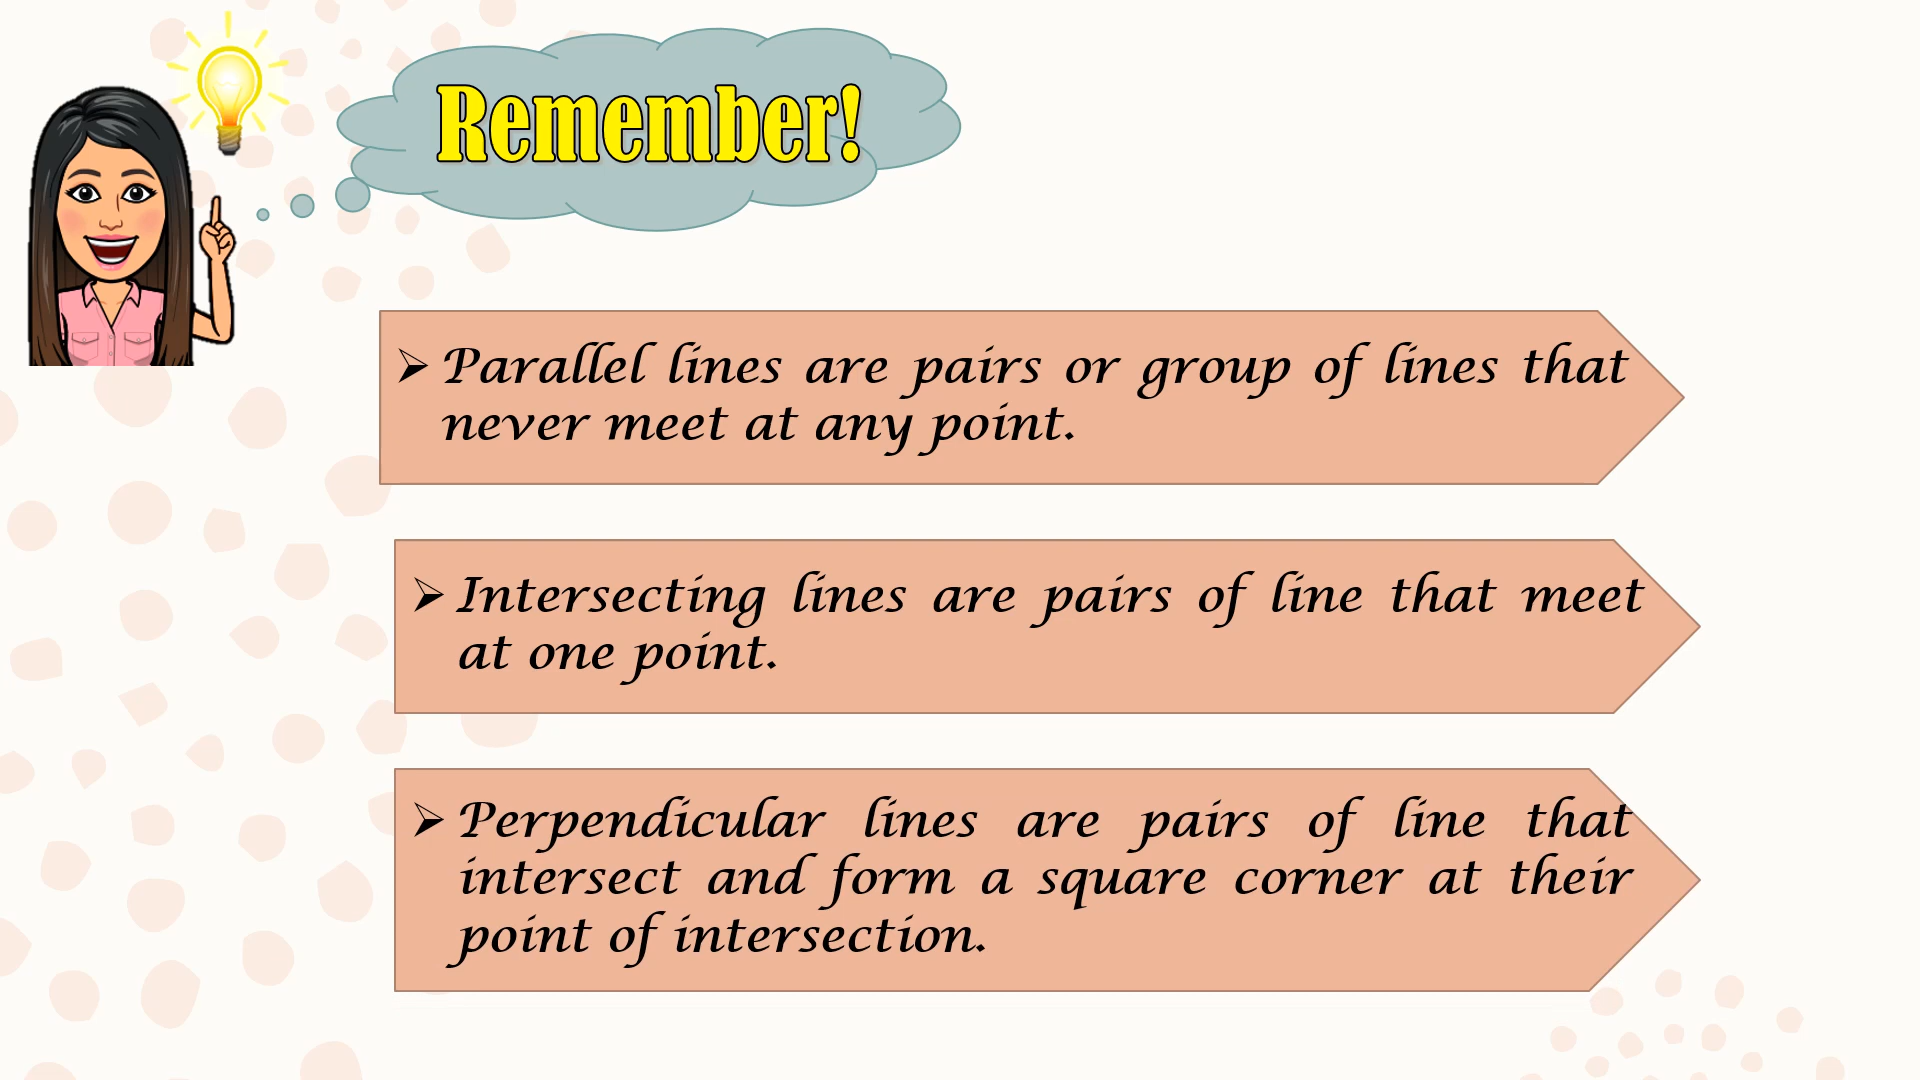 Remember!
➢ Parallel lines are pairs or group of lines that
never meet at any point.
➢ Intersecting lines are pairs of line that meet
at one point.
➢ Perpendicular lines are pairs of line that
intersect and form a square corner at their
point of intersection.